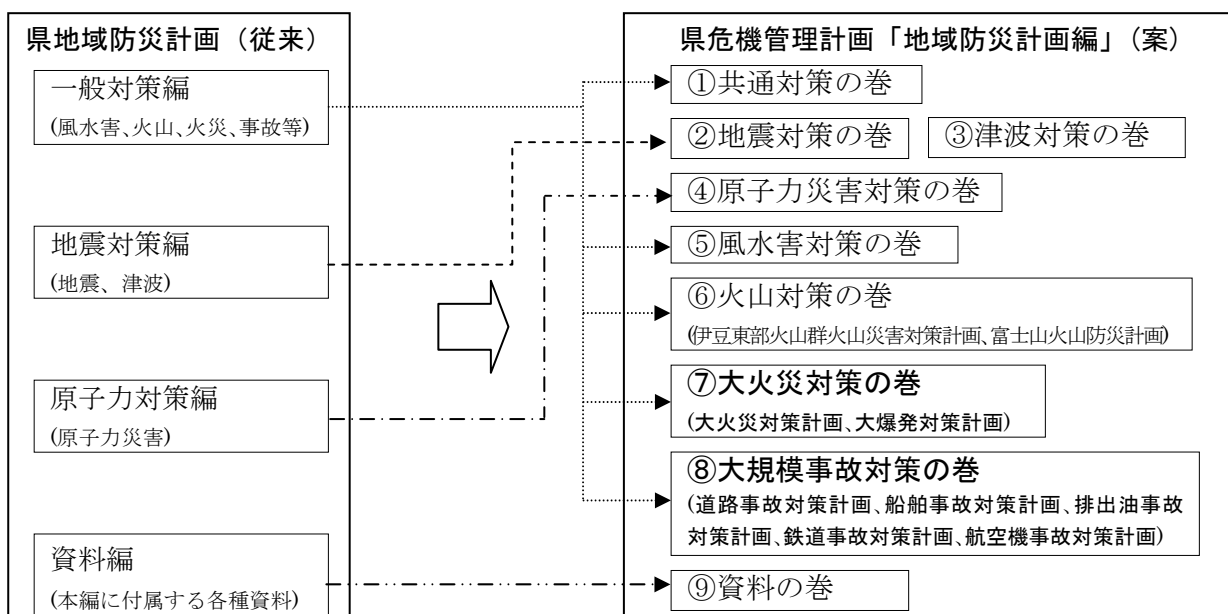 県地域防災計画（従来）
一般対策編
(風水害、火山、火災、事故等)
地震対策編
(地震、津波)
原子力対策編
(原子力災害)
資料編
(本編に付属する各種資料)
県危機管理計画「地域防災計画編」（案）
①共通対策の巻
②地震対策の巻
③津波対策の巻
④原子力災害対策の巻
⑤風水害対策の巻
⑥火山対策の巻
(伊豆東部火山群火山災害対策計画、富士山火山防災計画)
⑦大火災対策の巻
(大火災対策計画、大爆発対策計画)
⑧大規模事故対策の巻
(道路事故対策計画、船舶事故対策計画、排出油事故
対策計画、鉄道事故対策計画、航空機事故対策計画)
⑨資料の巻